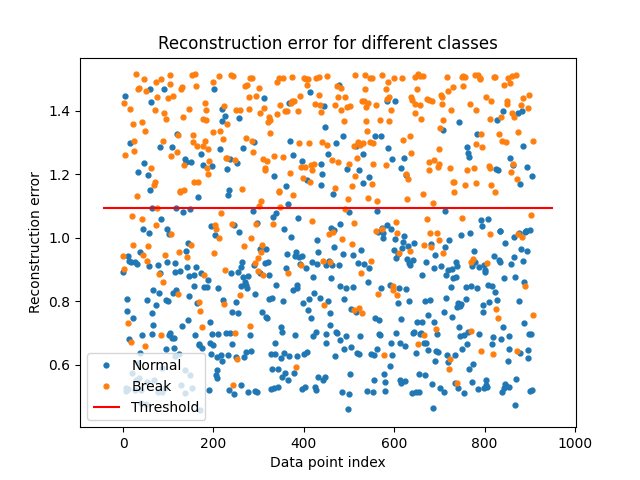 Reconstruction error for different classes
Reconstruction error
1.4
1.2
1.0
0.8
0.6
Normal
Break
Threshold
0
200
400
600
800
1000
Data point index